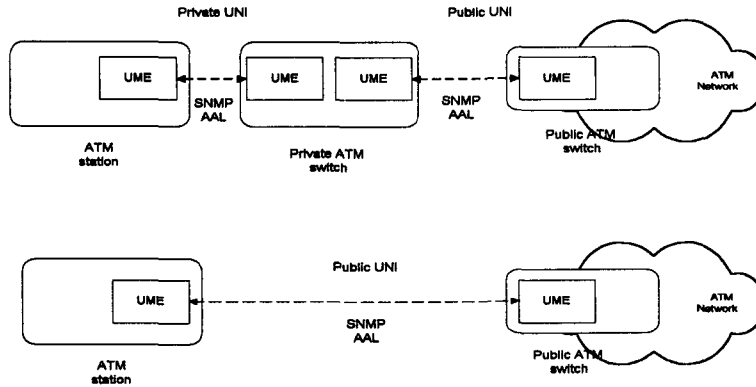 Private UNI
Public UNI
UME
UME
UME
UME
SNMP
AAL
SNMP
AAL
ATM
Network
ATM
station
Private ATM
switch
Public ATM
switch
Public UNI
UME
UME
SNMP
AAL
ATM
Network
ATM
station
Public ATM
switch